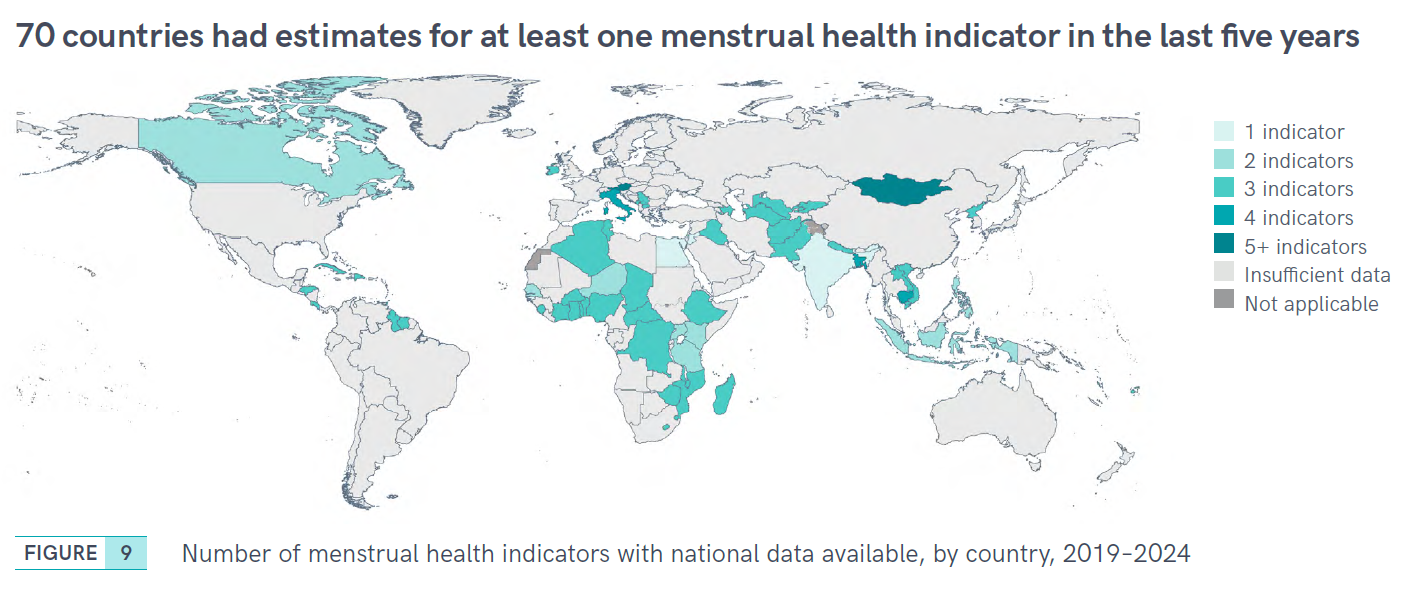 70 countries had estimates for at least one menstrual health indicator in the last five years
1 indicator
2 indicators
3 indicators
4 indicators
5+ indicators
Insufficient data
Not applicable
FIGURE 9 Number of menstrual health indicators with national data available, by country, 2019–2024